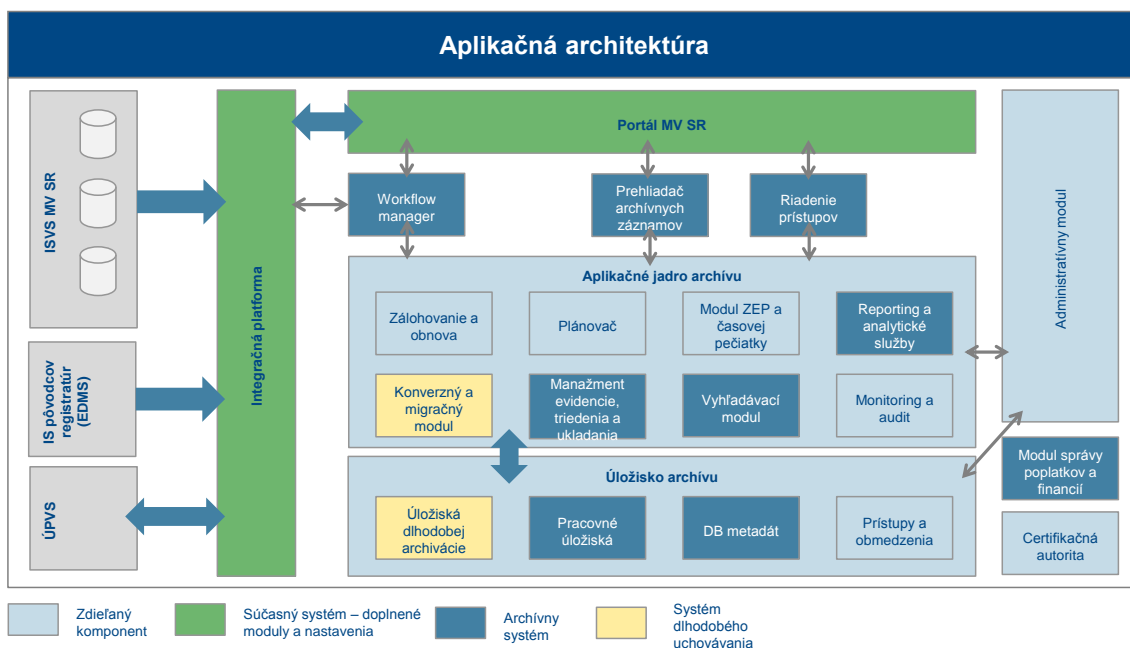 Aplikačná architektúra
ISVS MV SR
IS pôvodcov
registratúr
(EDMS)
ÚPVS
Integračná platforma
Portál MV SR
Workflow
manager
Prehliadač
archívnych
záznamov
Riadenie
prístupov
Aplikačné jadro archívu
Zálohovanie a
obnova
Plánovač
Modul ZEP a
časovej
pečiatky
Reporting a
analytické
služby
Konverzný a
migračný
modul
Manažment
evidencie,
triedenia a
ukladania
Vyhľadávací
modul
Monitoring a
audit
Úložisko archívu
Úložiská
dlhodobej
archivácie
Pracovné
úložiská
DB metadát
Prístupy a
obmedzenia
Administratívny modul
Modul správy
poplatkov a
financií
Certifikačná
autorita
Zdieľaný
komponent
Súčasný systém – doplnené
moduly a nastavenia
Archívny
systém
Systém
dlhodobého
uchovávania